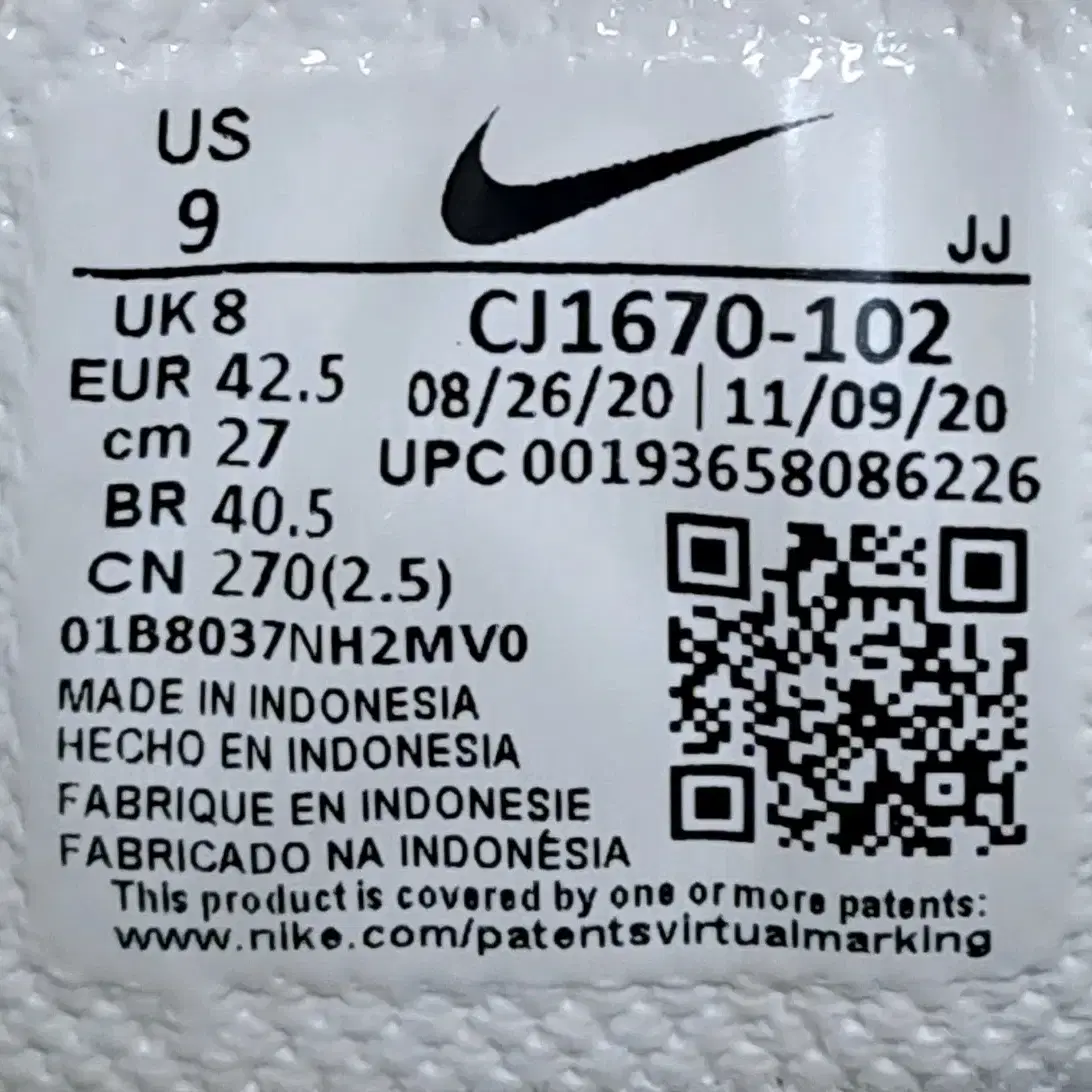 US
9
JJ
UK 8
CJ1670-102
EUR 42.5
08/26/20 | 11/09/20
cm 27
UPC 00193658086226
BR 40.5
CN 270(2.5)
01B8037NH2MV0
MADE IN INDONESIA
HECHO EN INDONESIA
FABRIQUE EN INDONESIE
FABRICADO NA INDONÉSIA
This product is covered by one or more patents:
www.nike.com/patentsvirtualmarking